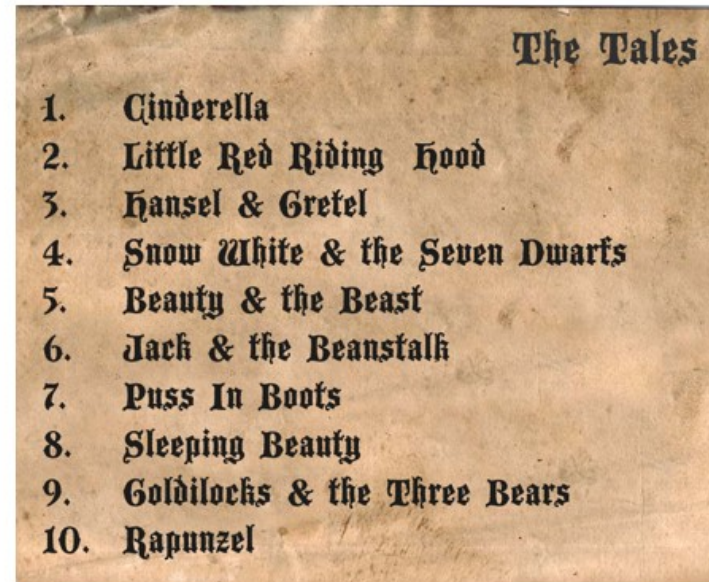 The Tales
1. Cinderella
2. Little Red Riding Hood
3. Hansel & Gretel
4. Snow White & the Seven Dwarfs
5. Beauty & the Beast
6. Jack & the Beanstalk
7. Puss In Boots
8. Sleeping Beauty
9. Goldilocks & the Three Bears
10. Rapunzel